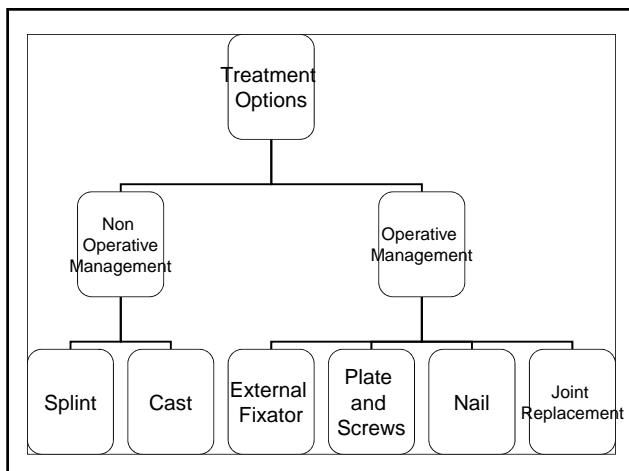 Treatment
Options
Non
Operative
Management
Operative
Management
Splint
Cast
External
Fixator
Plate
and
Screws
Nail
Joint
Replacement